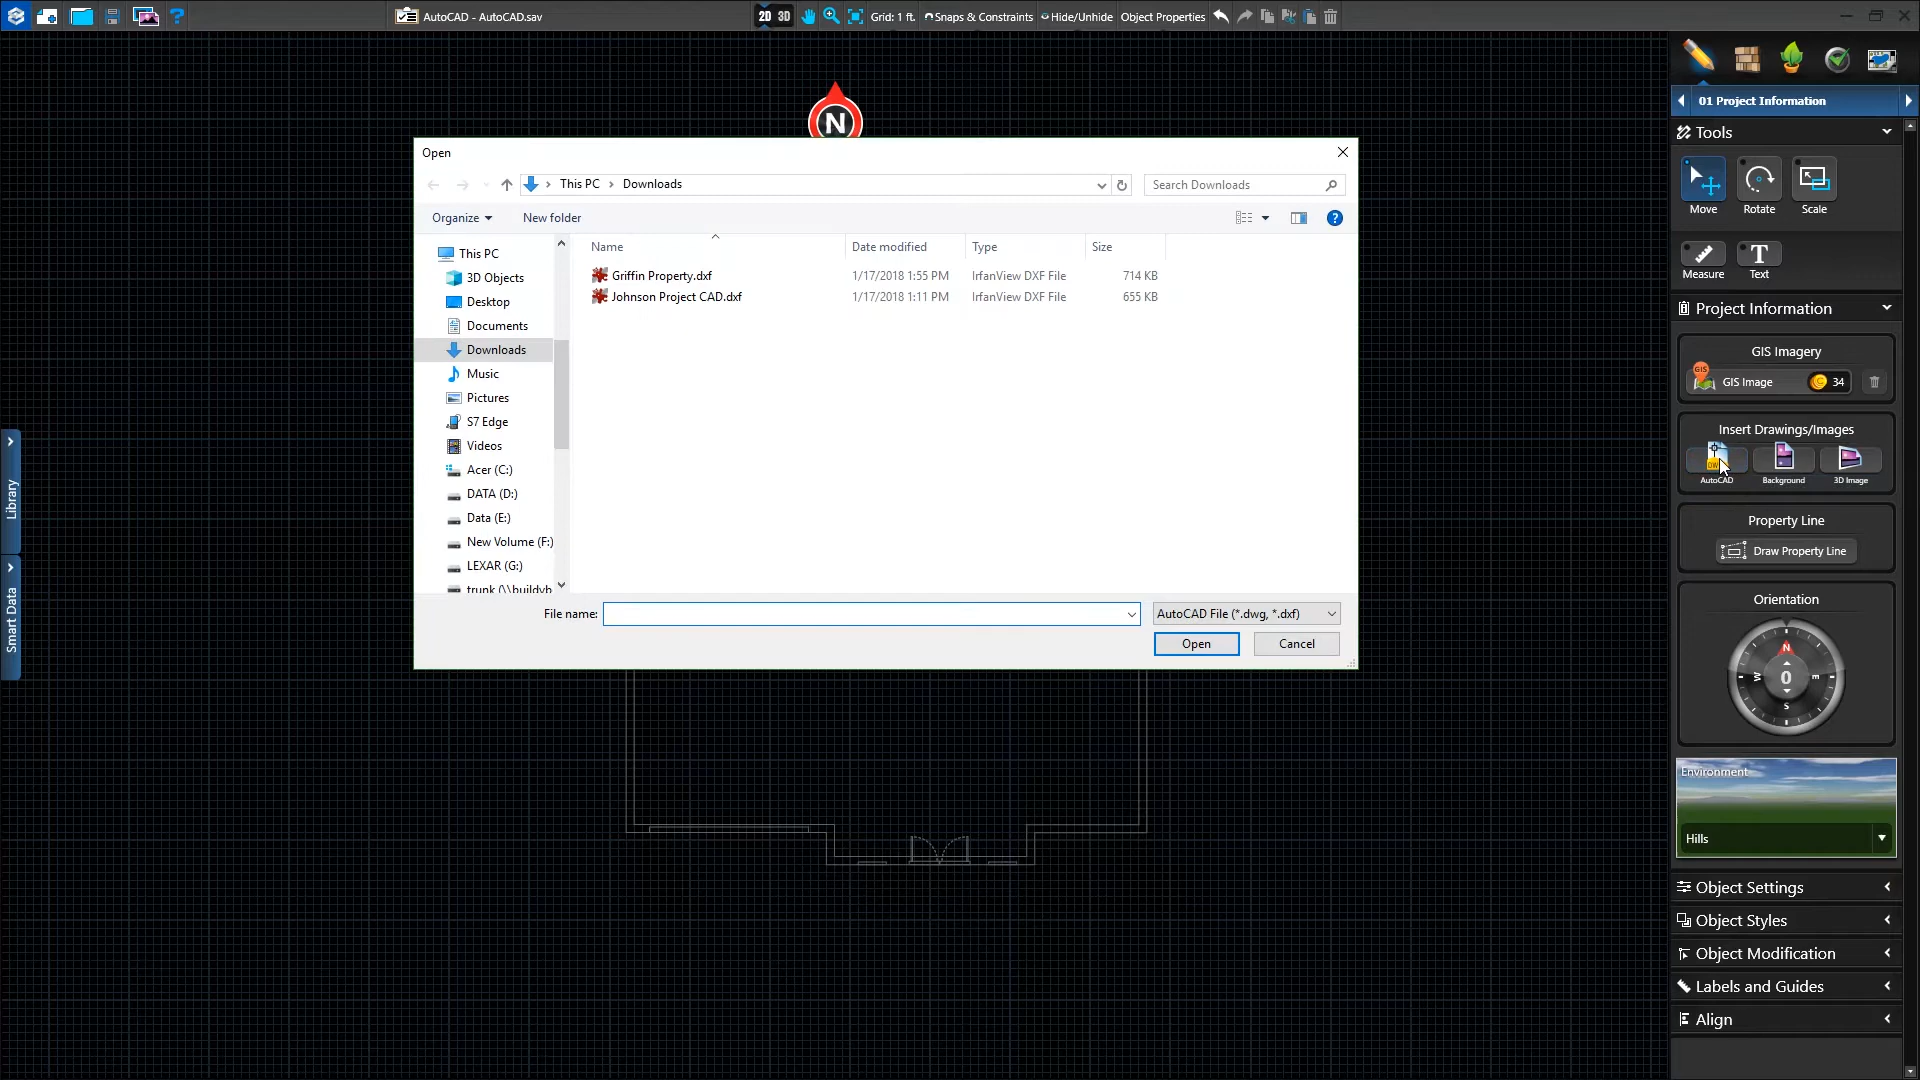 AutoCAD - AutoCAD.sav
2D 3D
Grid: 1 ft.
Snaps & Constraints
Hide/Unhide
Object Properties
N
01 Project Information
Tools
Move
Rotate
Scale
Measure
T
Text
Project Information
GIS Imagery
GIS
GIS Image
34
Insert Drawings/Images
AutoCAD
Background
3D Image
Property Line
Draw Property Line
Orientation
N
W
0
E
S
Environment
Hills
Object Settings
Object Styles
Object Modification
Labels and Guides
Align
Library
Smart Data
Open
This PC
Downloads
Search Downloads
Organize
New folder
?
This PC
3D Objects
Desktop
Documents
Downloads
Music
Pictures
S7 Edge
Videos
Acer (C:)
DATA (D:)
Data (E:)
New Volume (F:)
LEXAR (G:)
trunk (\\buildyb
Name Date modified Type Size
Griffin Property.dxf 1/17/2018 1:55 PM IrfanView DXF File 714 KB
Johnson Project CAD.dxf 1/17/2018 1:11 PM IrfanView DXF File 655 KB
File name:
AutoCAD File (*.dwg, *.dxf)
Open
Cancel